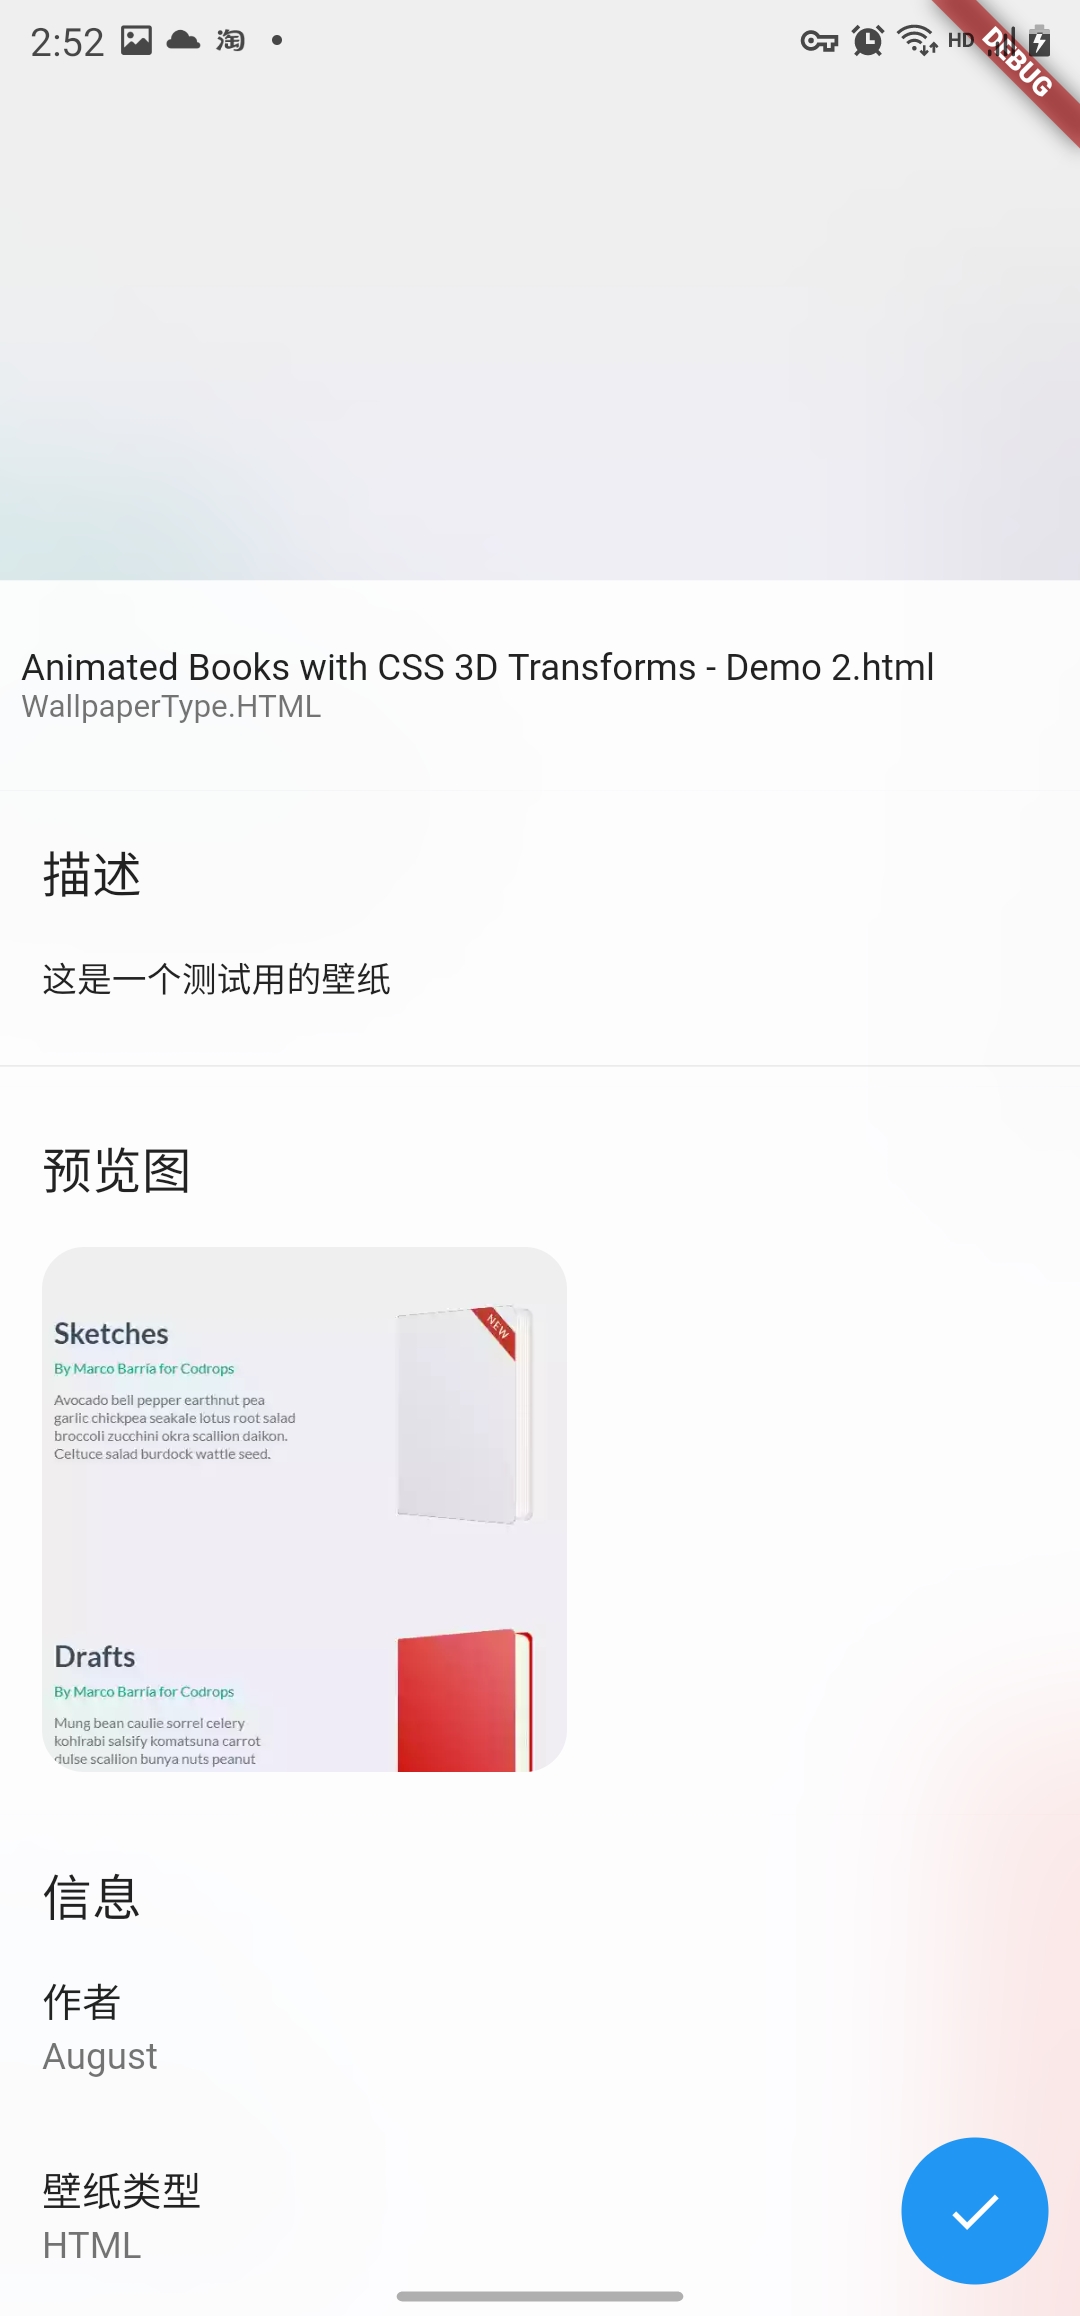 2:52
淘
HD
DEBUG
Animated Books with CSS 3D Transforms - Demo 2.html
WallpaperType.HTML
描述
这是一个测试用的壁纸
预览图
NEW
Sketches
By Marco Barría for Codrops
Avocado bell pepper earthnut pea
garlic chickpea seakale lotus root salad
broccoli zucchini okra scallion daikon.
Celtuce salad burdock wattle seed.
Drafts
By Marco Barría for Codrops
Mung bean caulie sorrel celery
kohlrabi salsify komatsuna carrot
dulse scallion bunya nuts peanut
信息
作者
August
壁纸类型
HTML